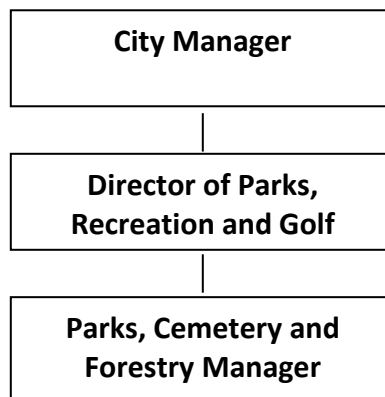 City Manager
Director of Parks,
Recreation and Golf
Parks, Cemetery and
Forestry Manager